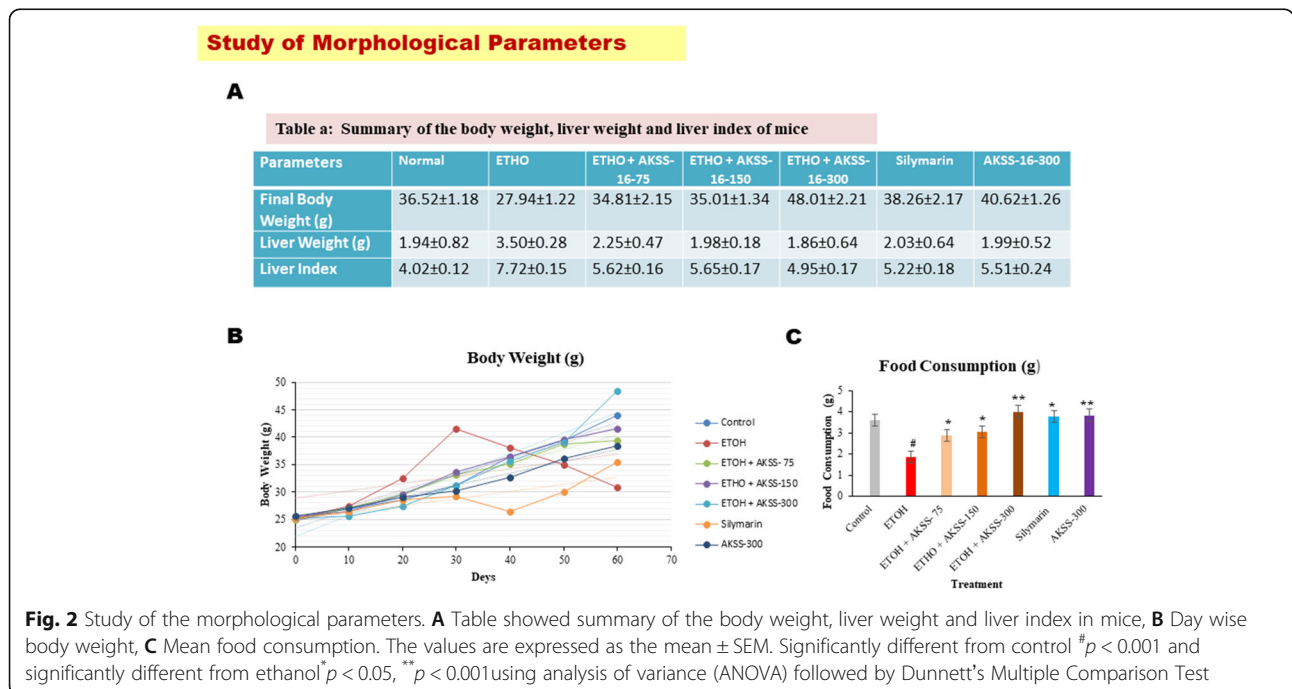 Study of Morphological Parameters
A
Table a: Summary of the body weight, liver weight and liver index of mice
Parameters Normal ETHO ETHO + AKSS-16-75 ETHO + AKSS-16-150 ETHO + AKSS-16-300 Silymarin AKSS-16-300
Final Body Weight (g) 36.52±1.18 27.94±1.22 34.81±2.15 35.01±1.34 48.01±2.21 38.26±2.17 40.62±1.26
Liver Weight (g) 1.94±0.82 3.50±0.28 2.25±0.47 1.98±0.18 1.86±0.64 2.03±0.64 1.99±0.52
Liver Index 4.02±0.12 7.72±0.15 5.62±0.16 5.65±0.17 4.95±0.17 5.22±0.18 5.51±0.24
B
Body Weight (g)
Body Weight (g)
50
45
40
35
30
25
20
0 10 20 30 40 50 60 70
Deys
Control
ETOH
ETOH + AKSS- 75
ETHO + AKSS-150
ETOH + AKSS-300
Silymarin
AKSS-300
C
Food Consumption (g)
Food Consumption (g)
5
4
3
2
1
0
# * * ** * **
Control
ETOH
ETOH + AKSS- 75
ETHO + AKSS-150
ETOH + AKSS-300
Silymarin
AKSS-300
Treatment
Fig. 2 Study of the morphological parameters. A Table showed summary of the body weight, liver weight and liver index in mice, B Day wise
body weight, C Mean food consumption. The values are expressed as the mean ± SEM. Significantly different from control #p < 0.001 and
significantly different from ethanol *p < 0.05, **p < 0.001using analysis of variance (ANOVA) followed by Dunnett's Multiple Comparison Test